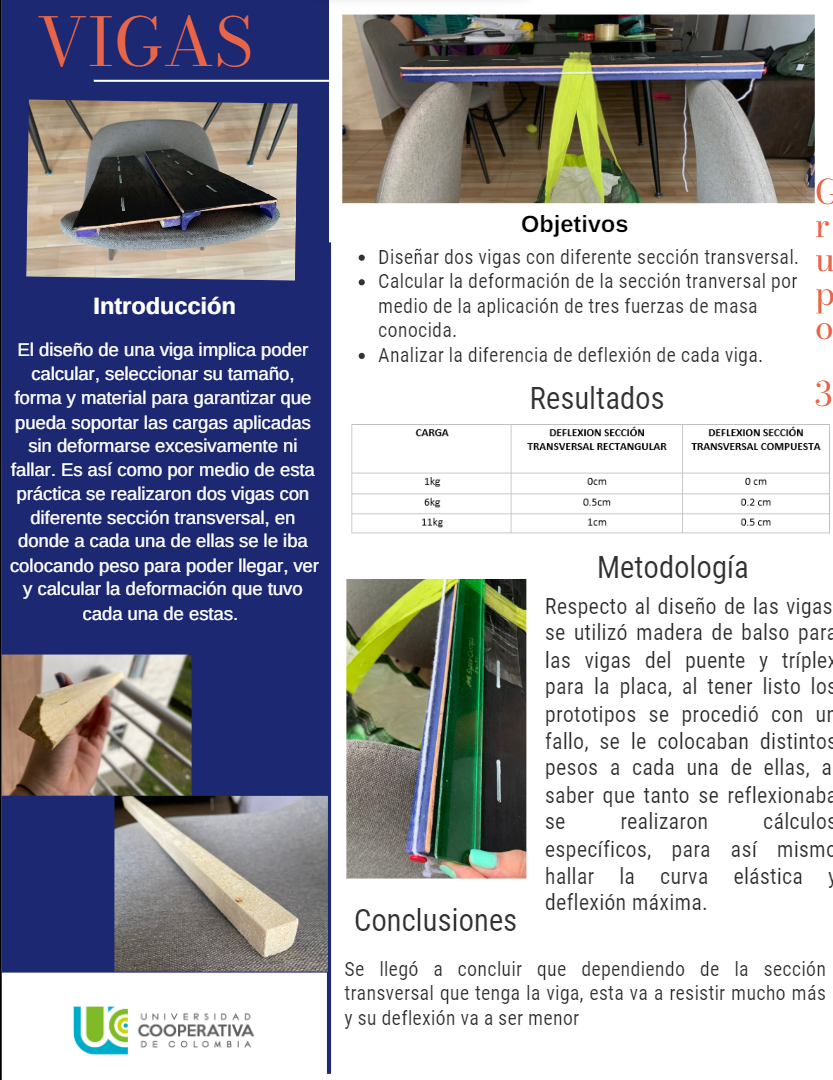 VIGAS
Introducción
El diseño de una viga implica poder
calcular, seleccionar su tamaño,
forma y material para garantizar que
pueda soportar las cargas aplicadas
sin deformarse excesivamente ni
fallar. Es así como por medio de esta
práctica se realizaron dos vigas con
diferente sección transversal, en
donde a cada una de ellas se le iba
colocando peso para poder llegar, ver
y calcular la deformación que tuvo
cada una de estas.
UNIVERSIDAD
COOPERATIVA
DE COLOMBIA
Objetivos
• Diseñar dos vigas con diferente sección transversal.
• Calcular la deformación de la sección tranversal por
medio de la aplicación de tres fuerzas de masa
conocida.
• Analizar la diferencia de deflexión de cada viga.
Grupo 3
Resultados
CARGA DEFLEXION SECCIÓN TRANSVERSAL RECTANGULAR DEFLEXION SECCIÓN TRANSVERSAL COMPUESTA
1kg 0cm 0 cm
6kg 0.5cm 0.2 cm
11kg 1cm 0.5 cm
Metodología
Respecto al diseño de las vigas
se utilizó madera de balso para
las vigas del puente y tríplex
para la placa, al tener listo los
prototipos se procedió con un
fallo, se le colocaban distintos
pesos a cada una de ellas, a
saber que tanto se reflexionaba
se realizaron cálculos
específicos, para así mismo
hallar la curva elástica y
deflexión máxima.
Conclusiones
Se llegó a concluir que dependiendo de la sección
transversal que tenga la viga, esta va a resistir mucho más
y su deflexión va a ser menor